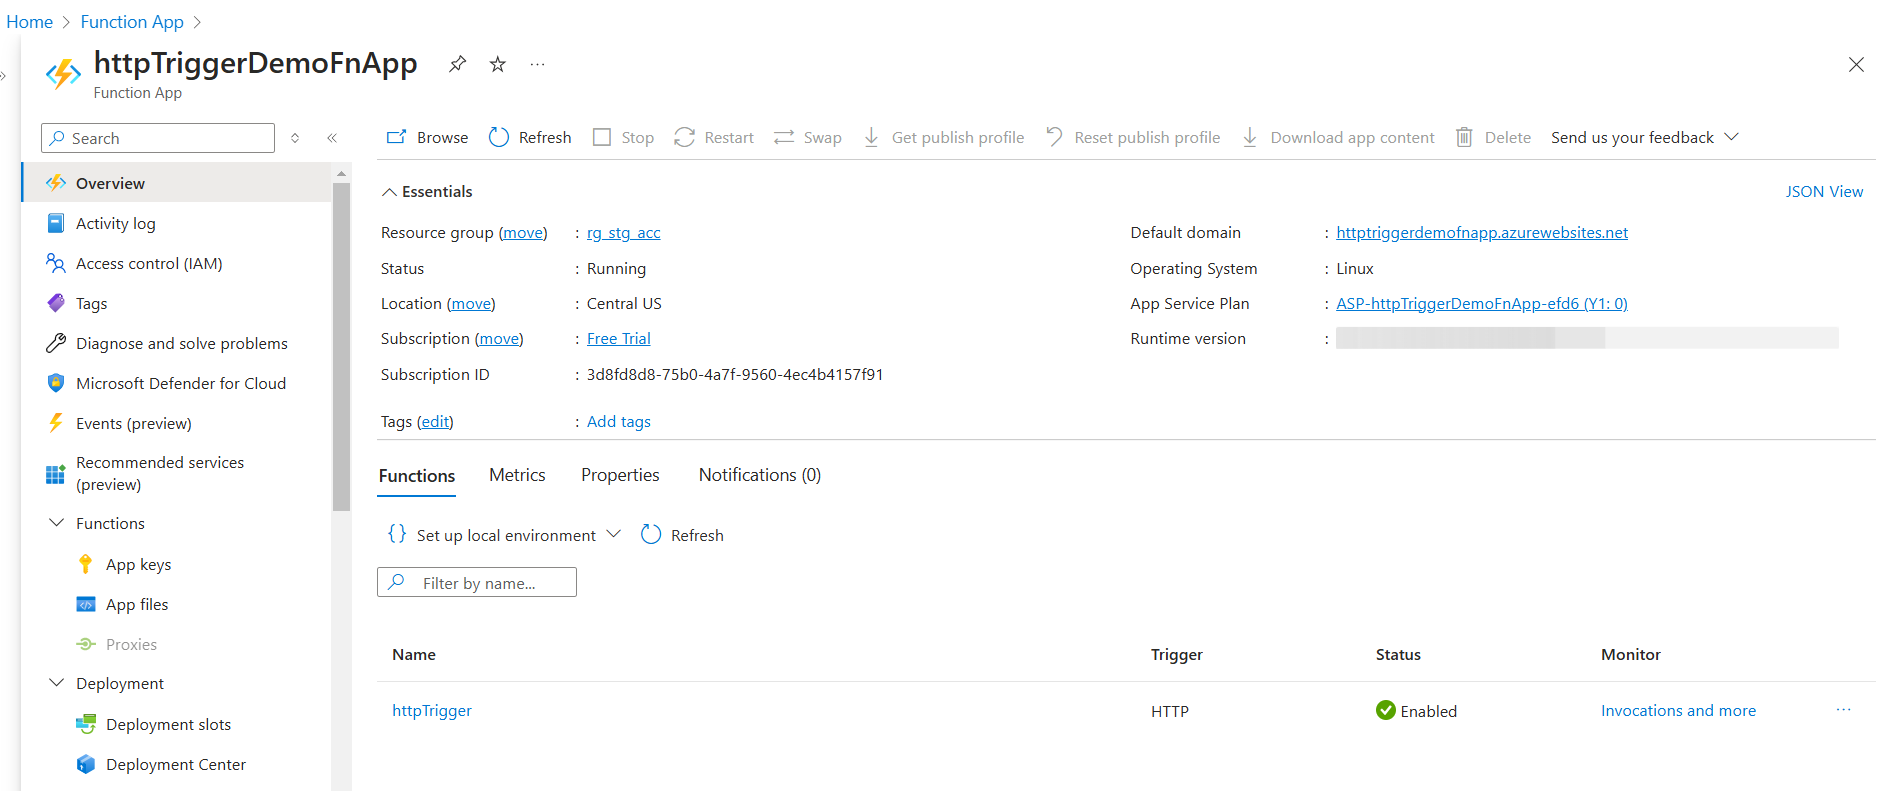 Home > Function App >
httpTriggerDemoFnApp
Function App
Search
Browse Refresh Stop Restart Swap Get publish profile Reset publish profile Download app content Delete Send us your feedback
Overview
Activity log
Access control (IAM)
Tags
Diagnose and solve problems
Microsoft Defender for Cloud
Events (preview)
Recommended services
(preview)
Functions
App keys
App files
Proxies
Deployment
Deployment slots
Deployment Center
Essentials
JSON View
Resource group (move) : rg_stg_acc
Status : Running
Location (move) : Central US
Subscription (move) : Free Trial
Subscription ID : 3d8fd8d8-75b0-4a7f-9560-4ec4b4157f91
Tags (edit) : Add tags
Default domain : httptriggerdemofnapp.azurewebsites.net
Operating System : Linux
App Service Plan : ASP-httpTriggerDemoFnApp-efd6 (Y1: 0)
Runtime version :
Functions Metrics Properties Notifications (0)
{} Set up local environment Refresh
Filter by name...
Name Trigger Status Monitor
httpTrigger HTTP Enabled Invocations and more ...